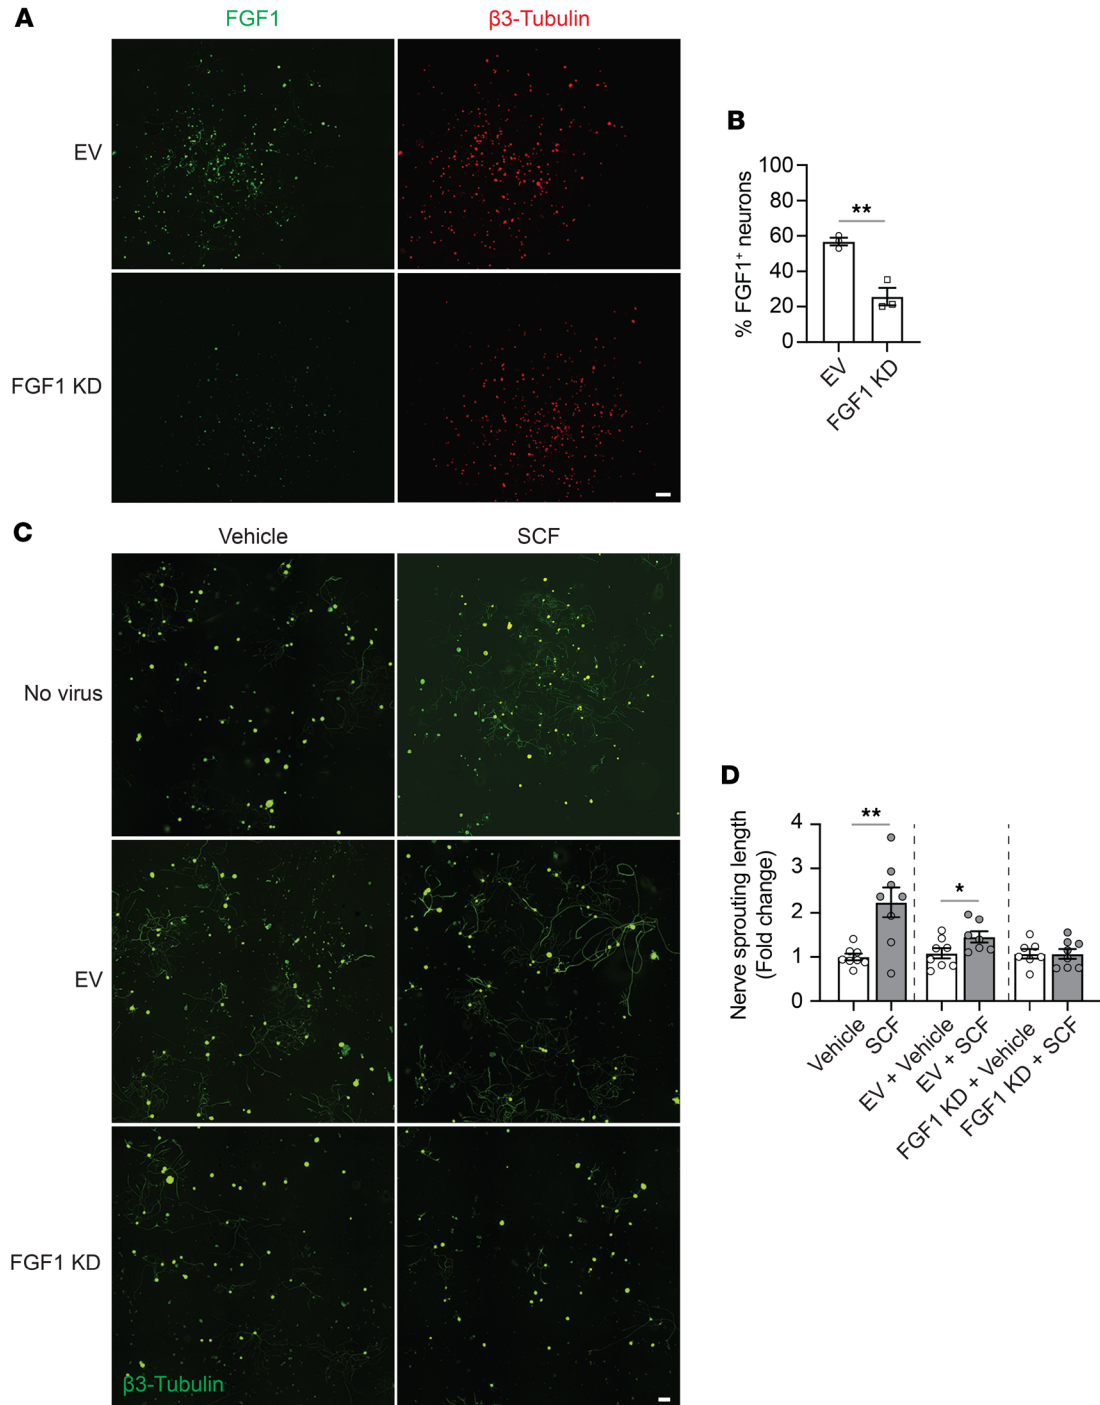 A
FGF1
β3-Tubulin
EV
FGF1 KD
B
% FGF1⁺ neurons
100
80
60
40
20
0
**
EV
FGF1 KD
C
Vehicle
SCF
No virus
EV
FGF1 KD
β3-Tubulin
D
Nerve sprouting length
(Fold change)
4
3
2
1
0
**
*
Vehicle
SCF
EV + Vehicle
EV + SCF
FGF1 KD + Vehicle
FGF1 KD + SCF